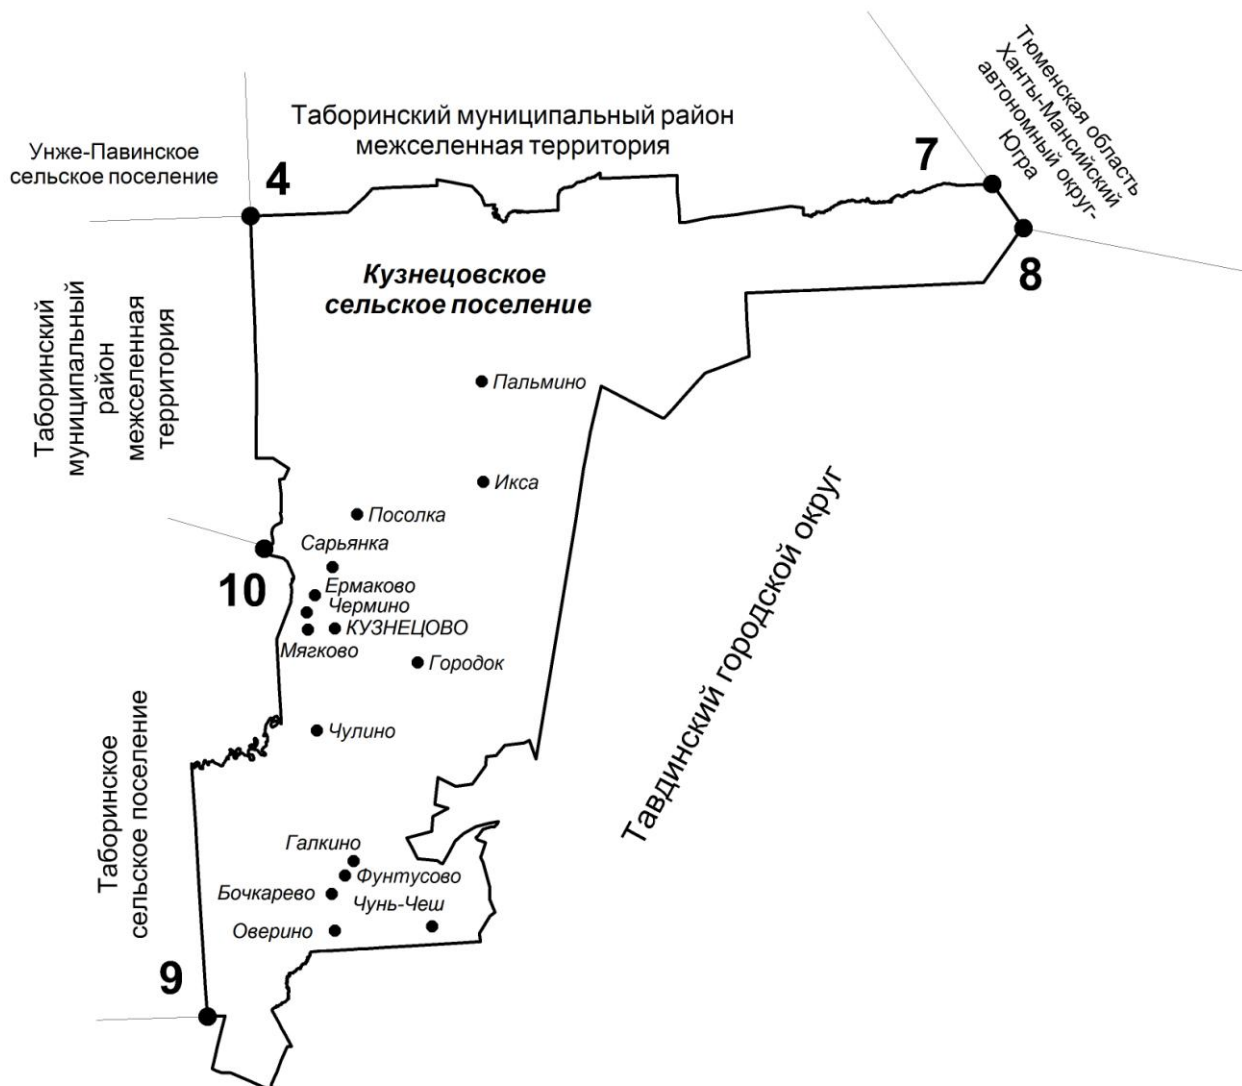 Тюменская область
Ханты-Мансийский
автономный округ-
Югра
Таборинский муниципальный район
межселенная территория
Унже-Павинское
сельское поселение
4
7
8
Кузнецовское
сельское поселение
Таборинский
муниципальный
район
межселенная
территория
Пальмино
Икса
Посолка
Сарьянка
10
Ермаково
Чермино
КУЗНЕЦОВО
Мягково
Городок
Тавдинский городской округ
Чулино
Таборинское
сельское поселение
Галкино
Фунтусово
Бочкарево
Чунь-Чеш
Оверино
9